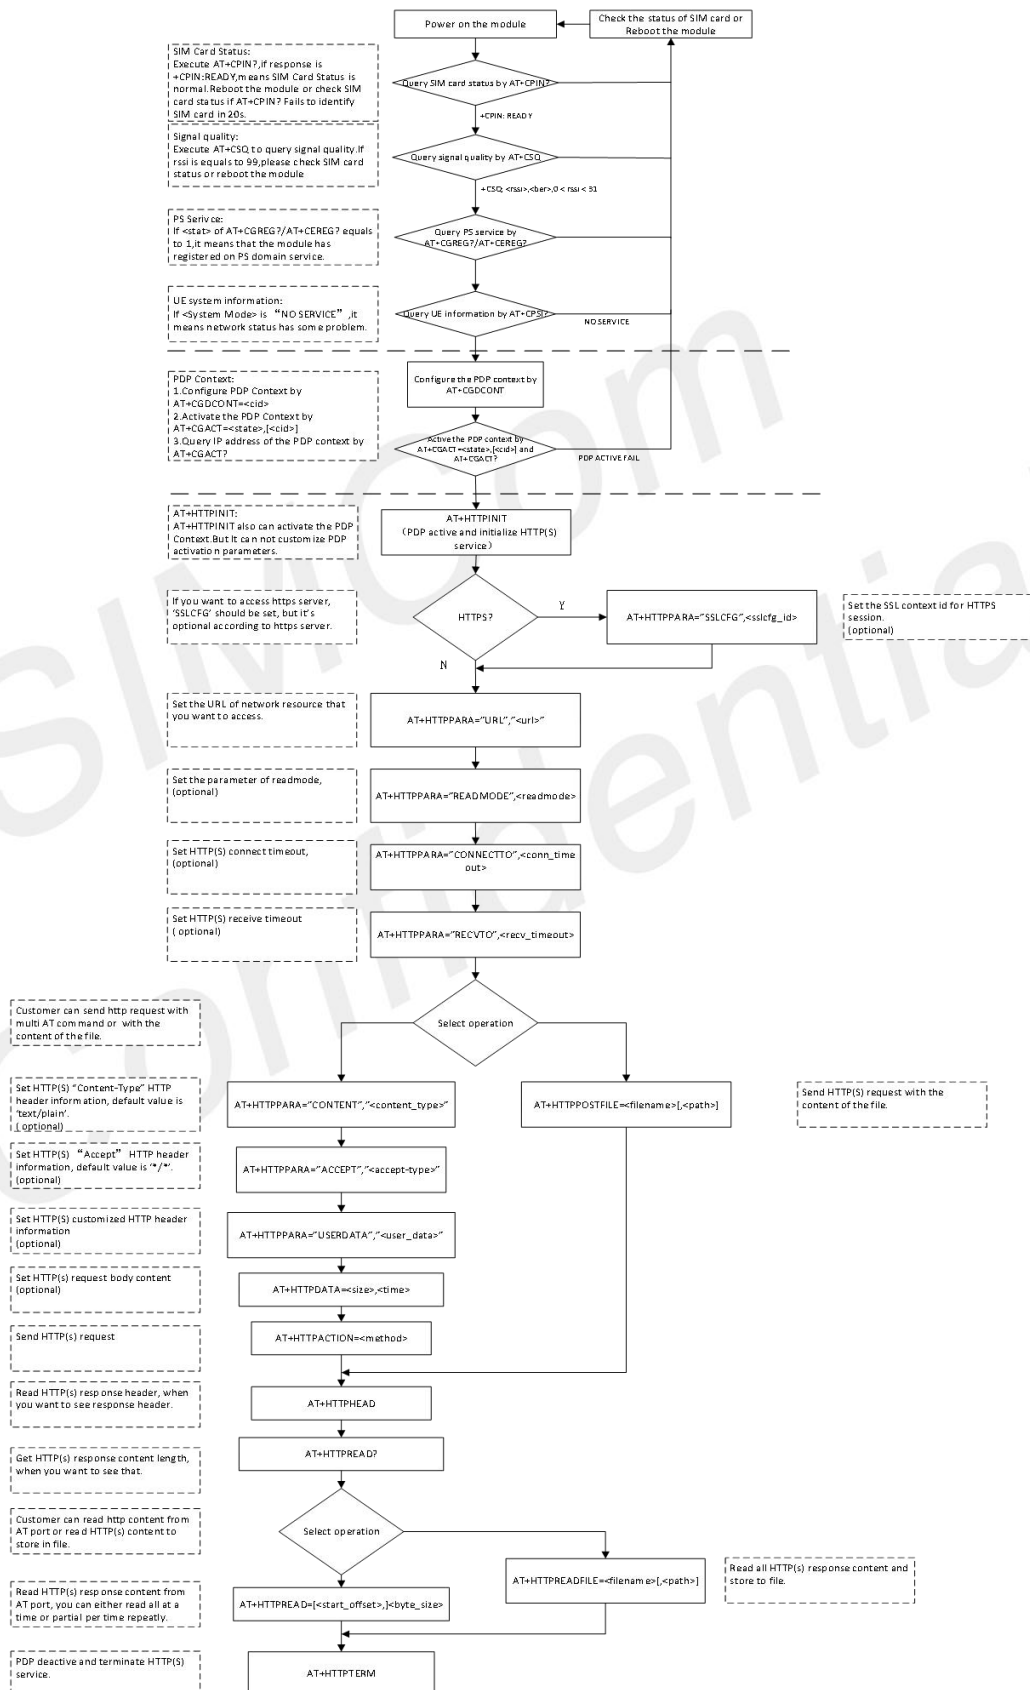 Power on the module
Check the status of SIM card or
Reboot the module
SIM Card Status:
Execute AT+CPIN?,if response is
+CPIN:READY,means SIM Card Status is
normal.Reboot the module or check SIM
card status if AT+CPIN? Fails to identify
SIM card in 20s.
Query SIM card status by AT+CPIN?
+CPIN: READY
Signal quality:
Execute AT+CSQ to query signal quality.If
rssi is equals to 99,please check SIM card
status or reboot the module
Query signal quality by AT+CSQ
+CSQ: <rssi>,<ber>,0 < rssi < 31
PS Serivce:
If <stat> of AT+CGREG?/AT+CEREG? equals
to 1,it means that the module has
registered on PS domain service.
Query PS service by
AT+CGREG?/AT+CEREG?
UE system information:
If <System Mode> is “NO SERVICE”,it
means network status has some problem.
Query UE information by AT+CPSI?
NO SERVICE
PDP Context:
1.Configure PDP Context by
AT+CGDCONT=<cid>
2.Activate the PDP Context by
AT+CGACT=<state>,[<cid>]
3.Query IP address of the PDP context by
AT+CGACT?
Configure the PDP context by
AT+CGDCONT
Active the PDP context by
AT+CGACT=<state>,[<cid>] and
AT+CGACT?
PDP ACTIVE FAIL
AT+HTTPINIT:
AT+HTTPINIT also can activate the PDP
Context.But It can not customize PDP
activation parameters.
AT+HTTPINIT
（PDP active and initialize HTTP(S)
service）
If you want to access https server,
‘SSLCFG’ should be set, but it’s
optional according to https server.
HTTPS?
Y
N
AT+HTTPPARA=”SSLCFG”,<sslcfg_id>
Set the SSL context id for HTTPS
session.
(optional)
Set the URL of network resource that
you want to access.
AT+HTTPPARA=”URL”,”<url>”
Set the parameter of readmode,
(optional)
AT+HTTPPARA=”READMODE”,<readmode>
Set HTTP(S) connect timeout,
(optional)
AT+HTTPPARA=”CONNECTTO”,<conn_time
out>
Set HTTP(S) receive timeout
( optional)
AT+HTTPPARA=”RECVTO”,<recv_timeout>
Customer can send http request with
multi AT command or with the
content of the file.
Select operation
Set HTTP(S) “Content-Type” HTTP
header information, default value is
‘text/plain’.
( optional)
AT+HTTPPARA=”CONTENT”,”<content_type>”
AT+HTTPPOSTFILE=<filename>[,<path>]
Send HTTP(S) request with the
content of the file.
Set HTTP(S) “Accept” HTTP header
information, default value is ‘*/*’.
(optional)
AT+HTTPPARA=”ACCEPT”,”<accept-type>”
Set HTTP(S) customized HTTP header
information
(optional)
AT+HTTPPARA=”USERDATA”,”<user_data>”
Set HTTP(s) request body content
(optional)
AT+HTTPDATA=<size>,<time>
Send HTTP(s) request
AT+HTTPACTION=<method>
Read HTTP(s) response header, when
you want to see response header.
AT+HTTPHEAD
Get HTTP(s) response content length,
when you want to see that.
AT+HTTPREAD?
Customer can read http content from
AT port or read HTTP(s) content to
store in file.
Select operation
AT+HTTPREADFILE=<filename>[,<path>]
Read all HTTP(s) response content and
store to file.
Read HTTP(s) response content from
AT port, you can either read all at a
time or partial per time repeatly.
AT+HTTPREAD=[<start_offset>,]<byte_size>
PDP deactive and terminate HTTP(S)
service.
AT+HTTPTERM
SIMCom
Confidential